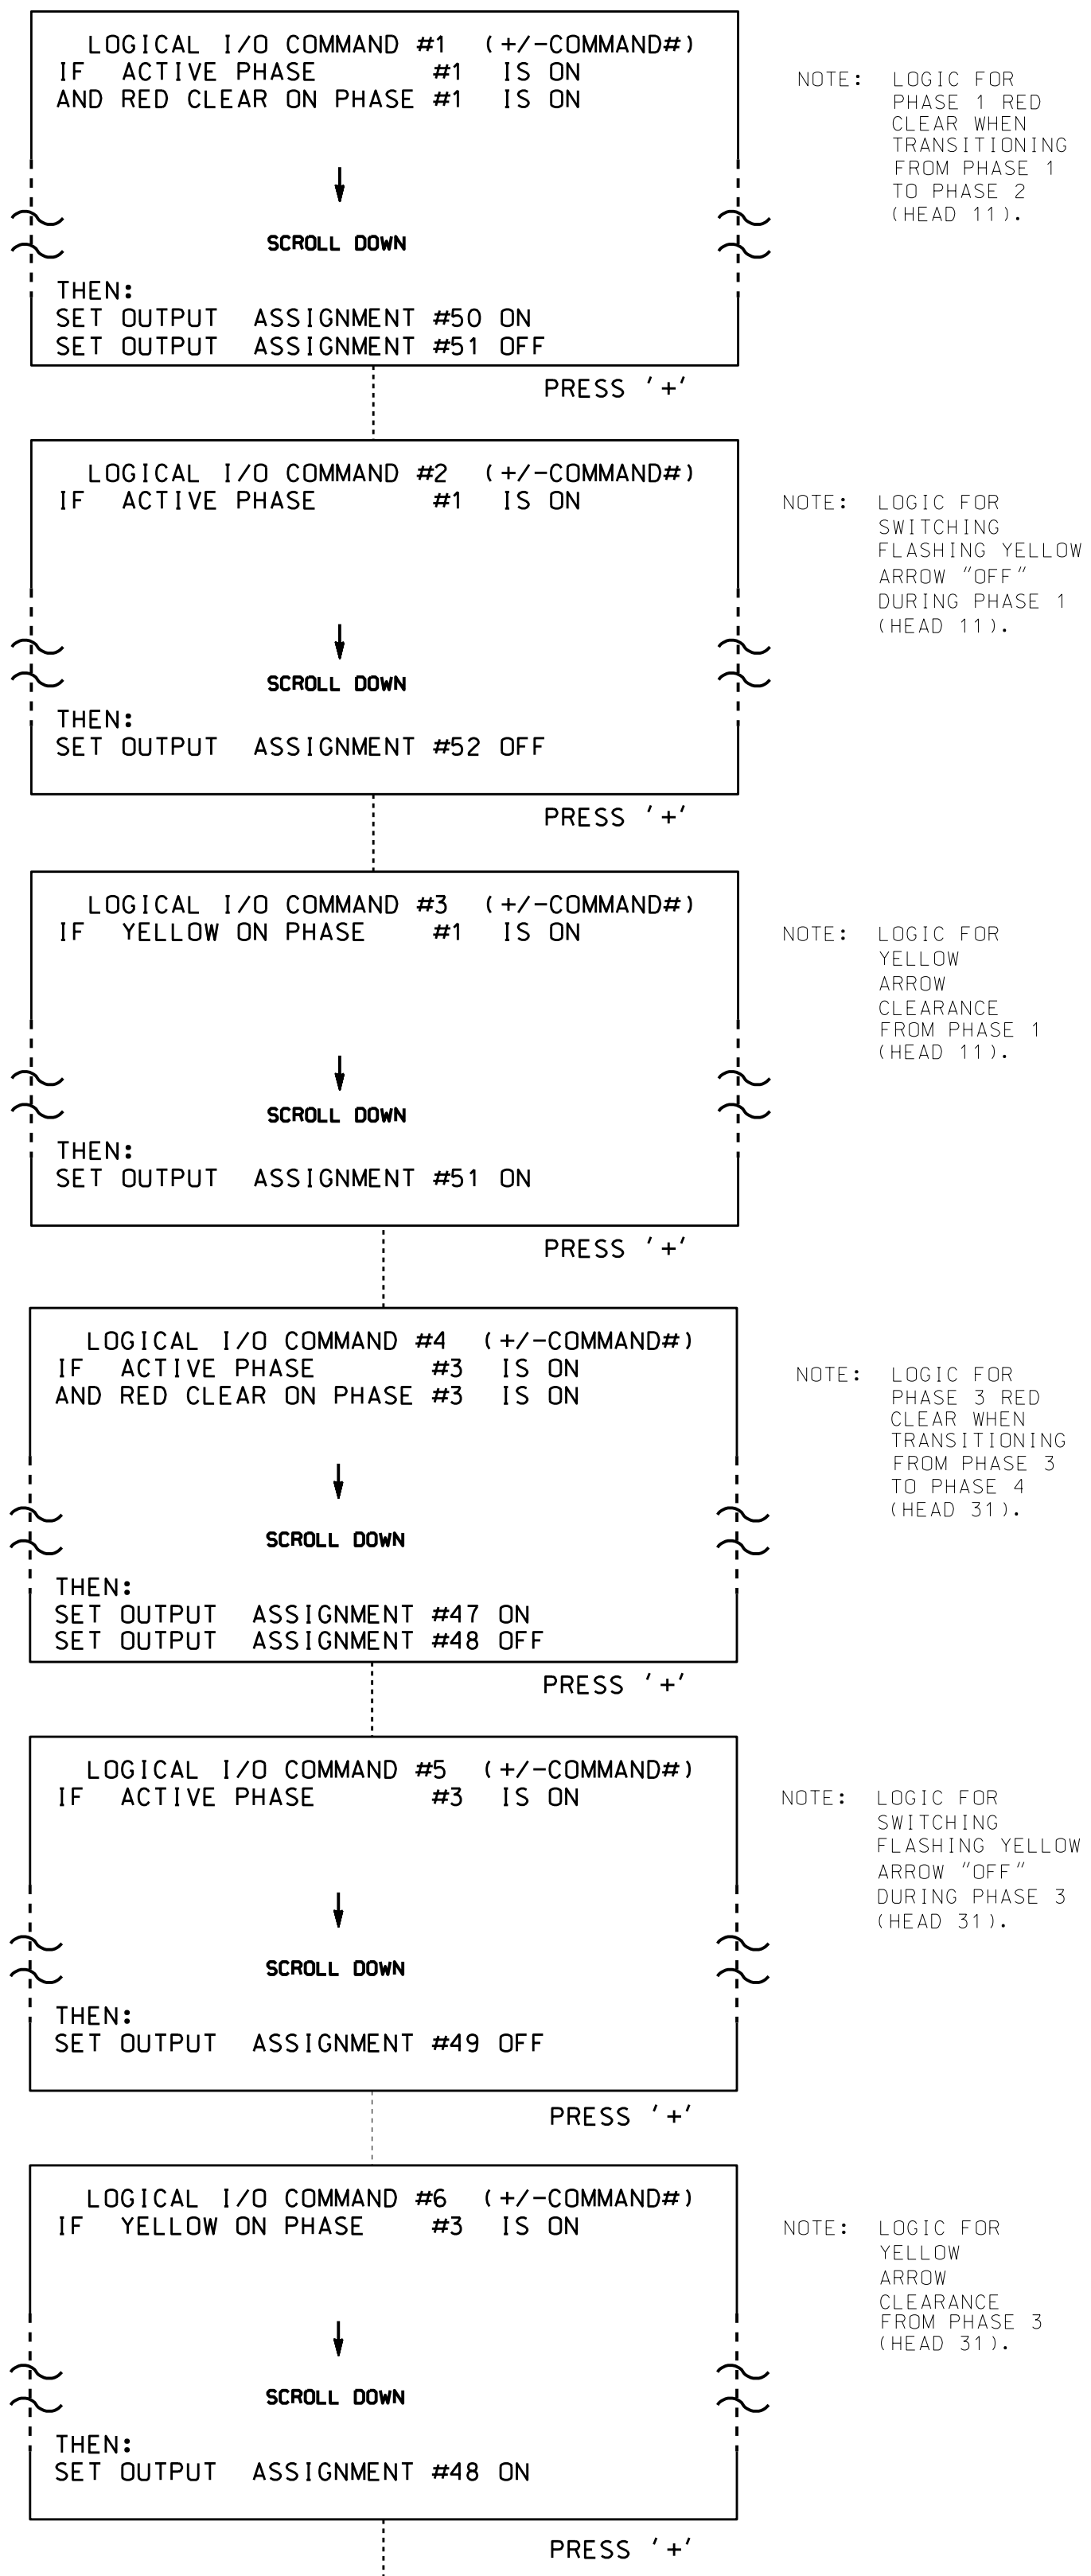 LOGICAL I/O COMMAND #1 (+/-COMMAND#)
IF ACTIVE PHASE #1 IS ON
AND RED CLEAR ON PHASE #1 IS ON
SCROLL DOWN
THEN:
SET OUTPUT ASSIGNMENT #50 ON
SET OUTPUT ASSIGNMENT #51 OFF
PRESS '+'
NOTE: LOGIC FOR
PHASE 1 RED
CLEAR WHEN
TRANSITIONING
FROM PHASE 1
TO PHASE 2
(HEAD 11).
LOGICAL I/O COMMAND #2 (+/-COMMAND#)
IF ACTIVE PHASE #1 IS ON
SCROLL DOWN
THEN:
SET OUTPUT ASSIGNMENT #52 OFF
PRESS '+'
NOTE: LOGIC FOR
SWITCHING
FLASHING YELLOW
ARROW "OFF"
DURING PHASE 1
(HEAD 11).
LOGICAL I/O COMMAND #3 (+/-COMMAND#)
IF YELLOW ON PHASE #1 IS ON
SCROLL DOWN
THEN:
SET OUTPUT ASSIGNMENT #51 ON
PRESS '+'
NOTE: LOGIC FOR
YELLOW
ARROW
CLEARANCE
FROM PHASE 1
(HEAD 11).
LOGICAL I/O COMMAND #4 (+/-COMMAND#)
IF ACTIVE PHASE #3 IS ON
AND RED CLEAR ON PHASE #3 IS ON
SCROLL DOWN
THEN:
SET OUTPUT ASSIGNMENT #47 ON
SET OUTPUT ASSIGNMENT #48 OFF
PRESS '+'
NOTE: LOGIC FOR
PHASE 3 RED
CLEAR WHEN
TRANSITIONING
FROM PHASE 3
TO PHASE 4
(HEAD 31).
LOGICAL I/O COMMAND #5 (+/-COMMAND#)
IF ACTIVE PHASE #3 IS ON
SCROLL DOWN
THEN:
SET OUTPUT ASSIGNMENT #49 OFF
PRESS '+'
NOTE: LOGIC FOR
SWITCHING
FLASHING YELLOW
ARROW "OFF"
DURING PHASE 3
(HEAD 31).
LOGICAL I/O COMMAND #6 (+/-COMMAND#)
IF YELLOW ON PHASE #3 IS ON
SCROLL DOWN
THEN:
SET OUTPUT ASSIGNMENT #48 ON
PRESS '+'
NOTE: LOGIC FOR
YELLOW
ARROW
CLEARANCE
FROM PHASE 3
(HEAD 31).